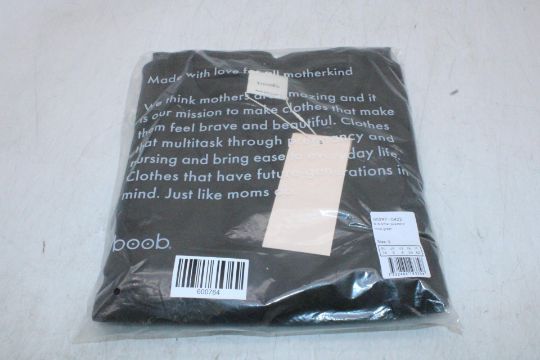 Made with love for all motherkind
We think mothers are amazing and it
is our mission to make clothes that make
them feel brave and beautiful. Clothes
that multitask through pregnancy and
nursing and bring ease to everyday life.
Clothes that have future generations in
mind. Just like moms do.
boob
600764